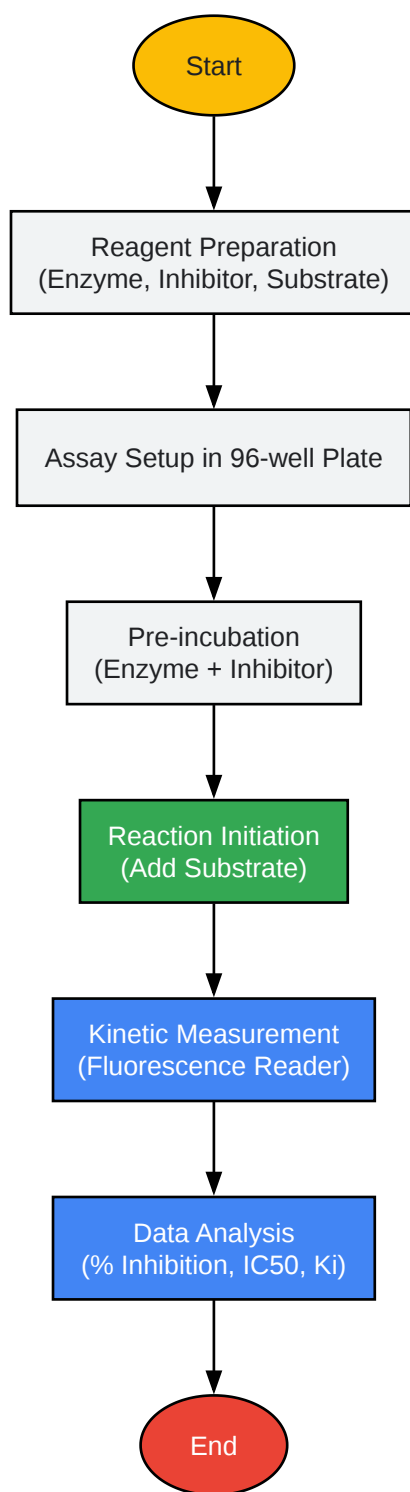 Start
Reagent Preparation
(Enzyme, Inhibitor, Substrate)
Assay Setup in 96-well Plate
Pre-incubation
(Enzyme + Inhibitor)
Reaction Initiation
(Add Substrate)
Kinetic Measurement
(Fluorescence Reader)
Data Analysis
(% Inhibition, IC50, Ki)
End